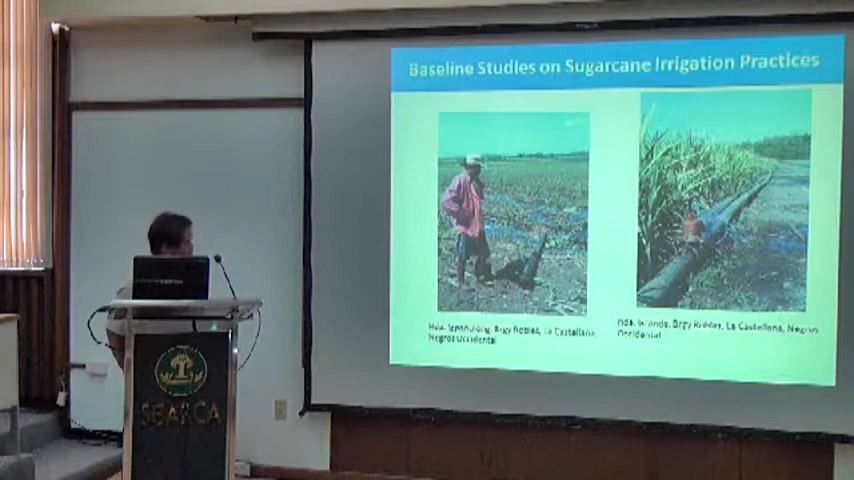 Baseline Studies on Sugarcane Irrigation Practices
Brgy Robles, La Castellana,
Negros Occidental
Brgy Robles, La Castellana, Negros
Occidental
SEARCA